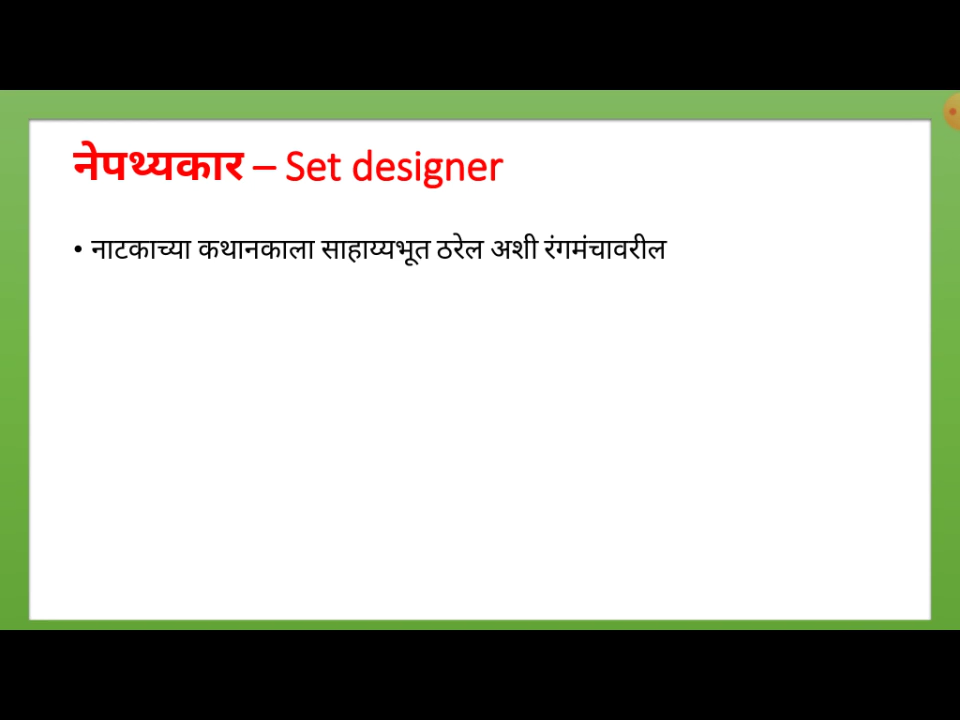 नेपथ्यकार – Set designer
• नाटकाच्या कथानकाला साहाय्यभूत ठरेल अशी रंगमंचावरील